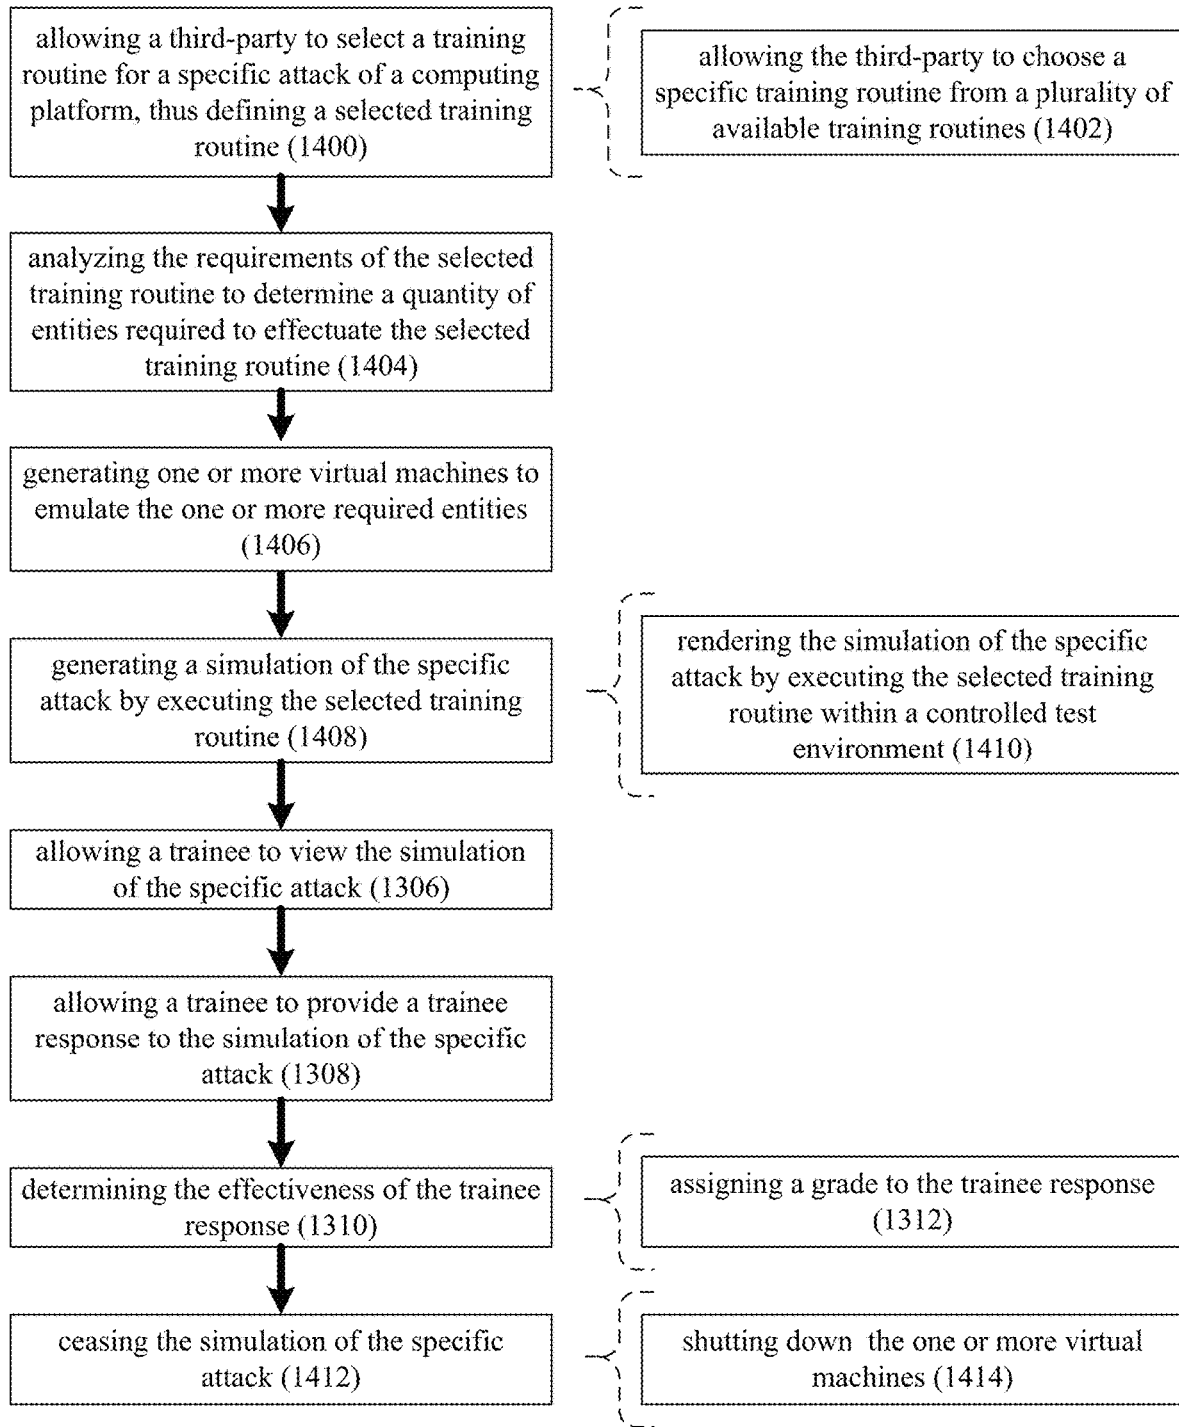 allowing a third-party to select a training
routine for a specific attack of a computing
platform, thus defining a selected training
routine (1400)
allowing the third-party to choose a
specific training routine from a plurality of
available training routines (1402)
analyzing the requirements of the selected
training routine to determine a quantity of
entities required to effectuate the selected
training routine (1404)
generating one or more virtual machines to
emulate the one or more required entities
(1406)
generating a simulation of the specific
attack by executing the selected training
routine (1408)
rendering the simulation of the specific
attack by executing the selected training
routine within a controlled test
environment (1410)
allowing a trainee to view the simulation
of the specific attack (1306)
allowing a trainee to provide a trainee
response to the simulation of the specific
attack (1308)
determining the effectiveness of the trainee
response (1310)
assigning a grade to the trainee response
(1312)
ceasing the simulation of the specific
attack (1412)
shutting down the one or more virtual
machines (1414)